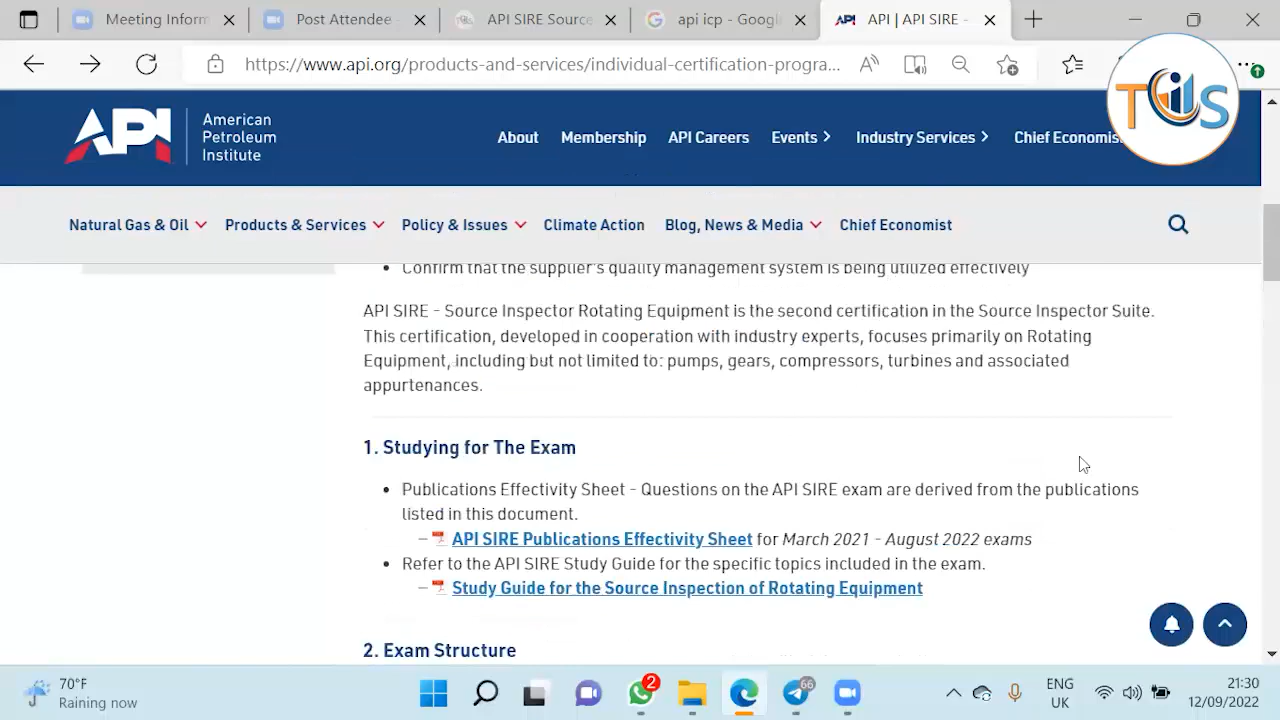 Meeting Inform
Post Attendee -
API SIRE Source
api icp - Googl
API | API SIRE -
https://www.api.org/products-and-services/individual-certification-progra...
TCIIS
API
American
Petroleum
Institute
About
Membership
API Careers
Events
Industry Services
Chief Economis
Natural Gas & Oil
Products & Services
Policy & Issues
Climate Action
Blog, News & Media
Chief Economist
• Confirm that the supplier's quality management system is being utilized effectively
API SIRE - Source Inspector Rotating Equipment is the second certification in the Source Inspector Suite.
This certification, developed in cooperation with industry experts, focuses primarily on Rotating
Equipment, including but not limited to: pumps, gears, compressors, turbines and associated
appurtenances.
1. Studying for The Exam
• Publications Effectivity Sheet - Questions on the API SIRE exam are derived from the publications
listed in this document.
– API SIRE Publications Effectivity Sheet for March 2021 - August 2022 exams
• Refer to the API SIRE Study Guide for the specific topics included in the exam.
– Study Guide for the Source Inspection of Rotating Equipment
2. Exam Structure
70°F
Raining now
2
66
ENG
UK
21:30
12/09/2022